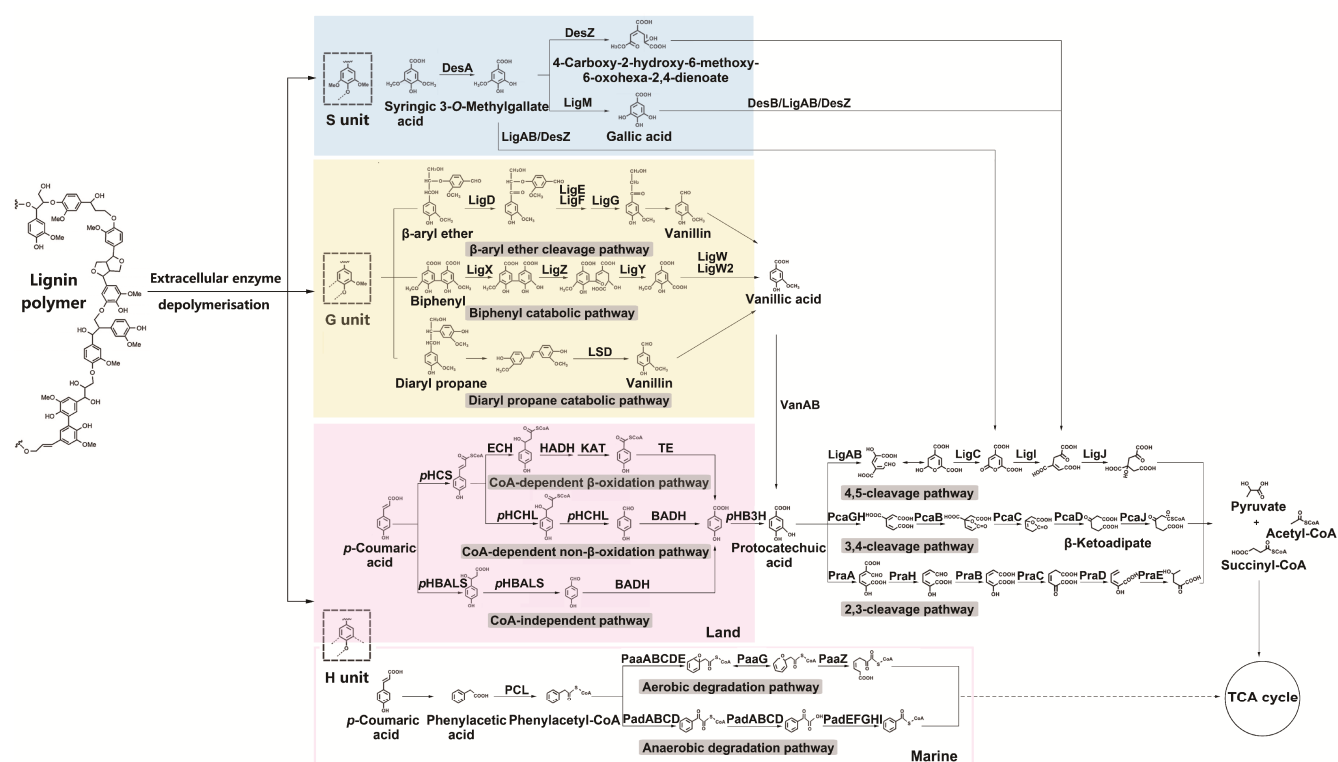 Lignin
polymer
Extracellular enzyme
depolymerisation
S unit
DesA
Syringic
acid
3-O-Methylgallate
DesZ
4-Carboxy-2-hydroxy-6-methoxy-
6-oxohexa-2,4-dienoate
LigM
Gallic acid
DesB/LigAB/DesZ
LigAB/DesZ
G unit
β-aryl ether
LigD
LigE
LigF
LigG
Vanillin
β-aryl ether cleavage pathway
Biphenyl
LigX
LigZ
LigY
LigW
LigW2
Biphenyl catabolic pathway
Vanillic acid
Diaryl propane
LSD
Vanillin
Diaryl propane catabolic pathway
VanAB
p-Coumaric
acid
pHCS
ECH
HADH
KAT
TE
CoA-dependent β-oxidation pathway
pHCHL
pHCHL
BADH
CoA-dependent non-β-oxidation pathway
pHBALS
pHBALS
BADH
CoA-independent pathway
Land
pHB3H
Protocatechuic
acid
LigAB
LigC
LigI
LigJ
4,5-cleavage pathway
PcaGH
PcaB
PcaC
PcaD
PcaJ
3,4-cleavage pathway
β-Ketoadipate
PraA
PraH
PraB
PraC
PraD
PraE
2,3-cleavage pathway
Pyruvate
+
Acetyl-CoA
Succinyl-CoA
TCA cycle
H unit
p-Coumaric
acid
Phenylacetic
acid
PCL
Phenylacetyl-CoA
PaaABCDE
PaaG
PaaZ
Aerobic degradation pathway
PadABCD
PadABCD
PadEFGHI
Anaerobic degradation pathway
Marine